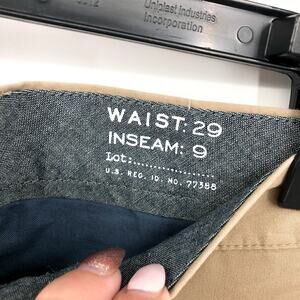 Uniplast Industries
Incorporation
WAIST: 29
INSEAM: 9
Lot:..............
U.S. REG. ID. NO. 77388